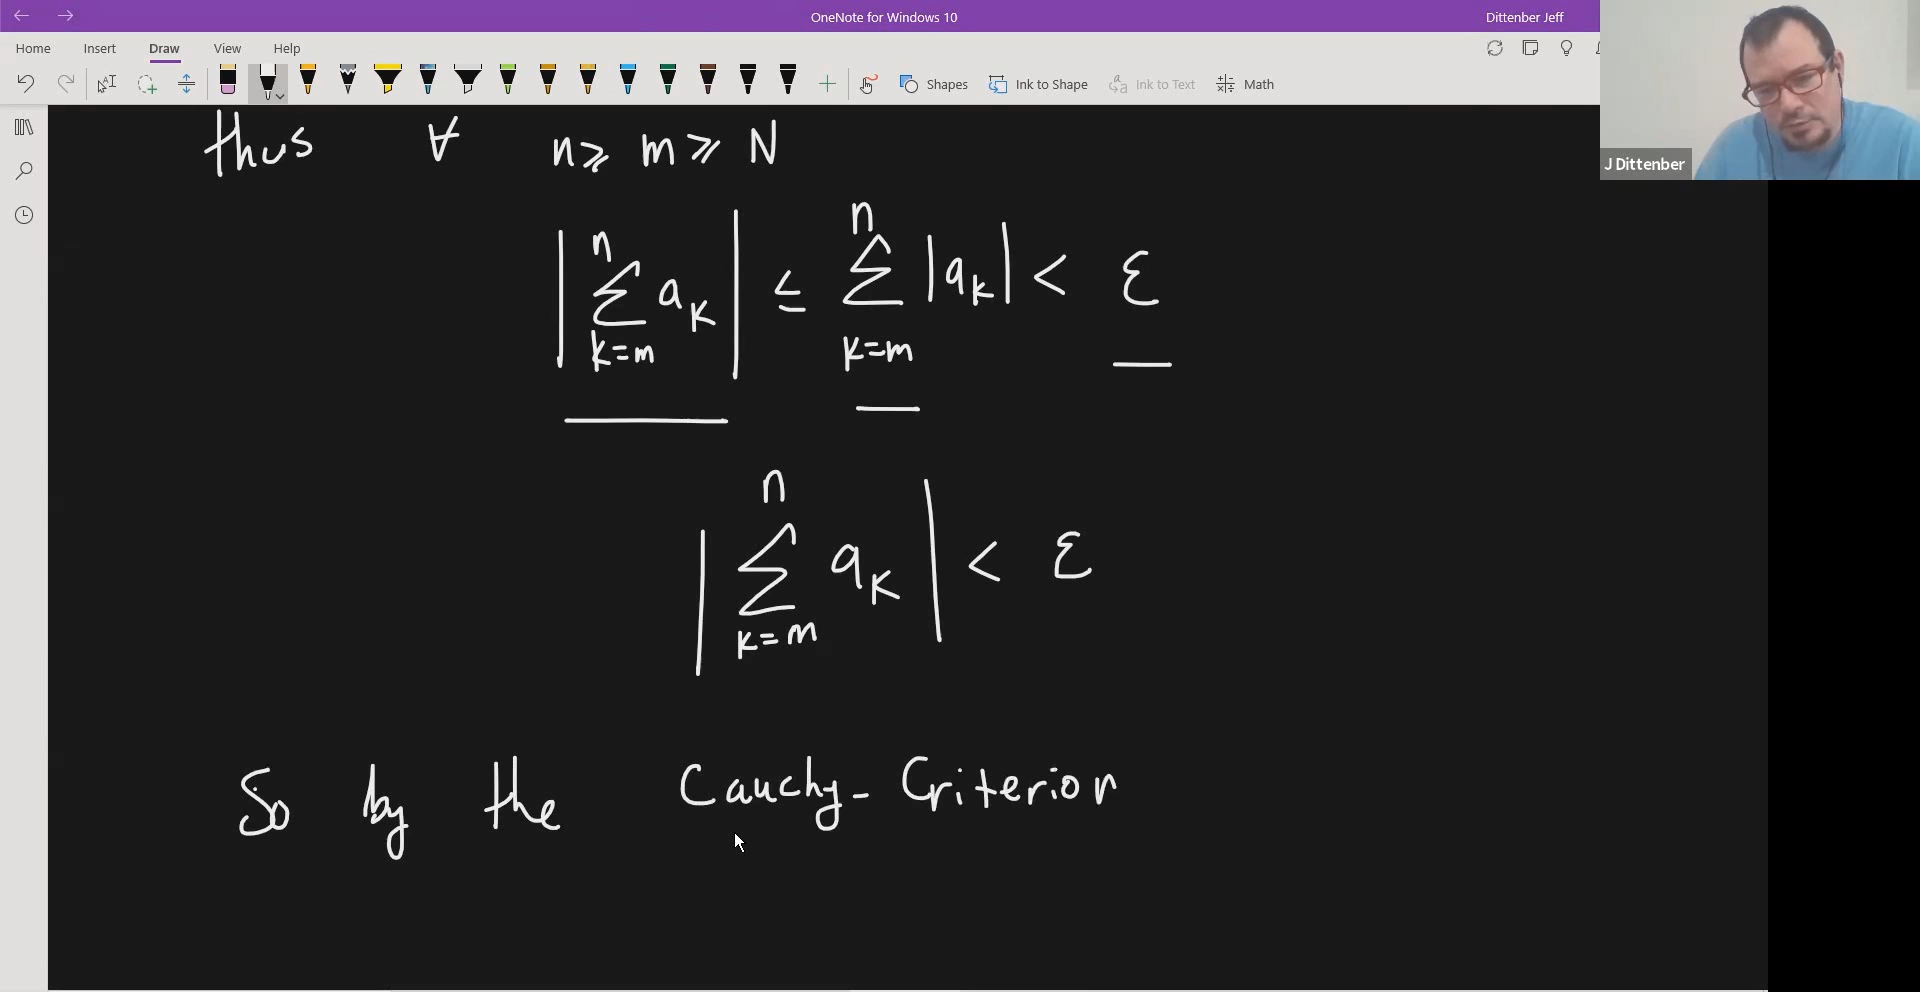 OneNote for Windows 10
Dittenber Jeff
Home Insert Draw View Help
Shapes Ink to Shape Ink to Text Math
J Dittenber
thus ∀ n ⩾ m ⩾ N
| n ∑ k=m a_k | ≤ n ∑ k=m |a_k| < ε
| n ∑ k=m a_k | < ε
So by the Cauchy-Criterion